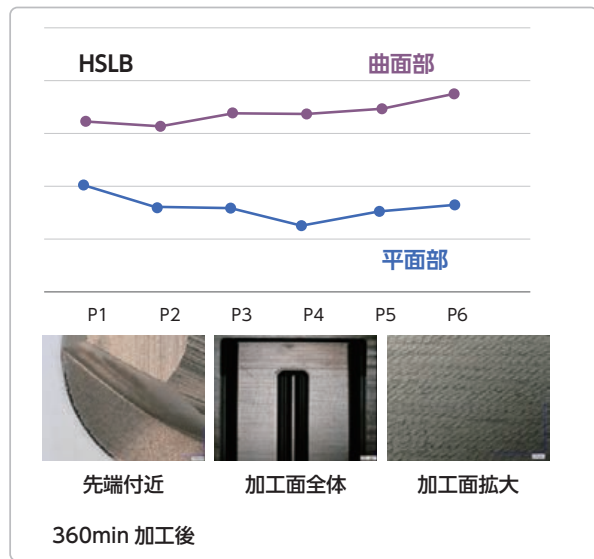 HSLB
曲面部
平面部
P1 P2 P3 P4 P5 P6
先端付近 加工面全体 加工面拡大
360min 加工後